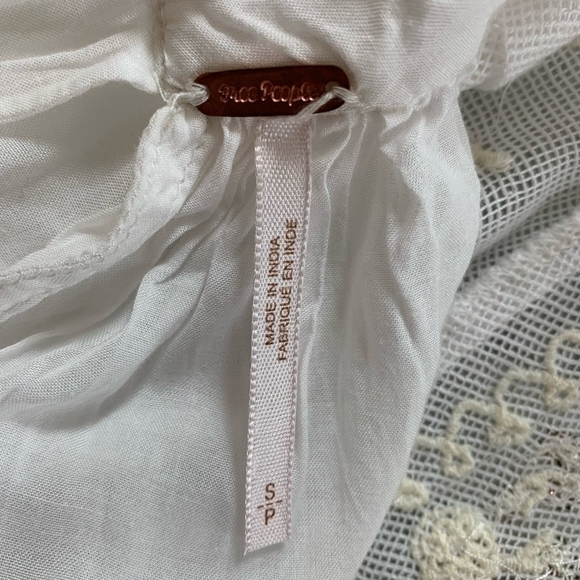 Free People
MADE IN INDIA
FABRIQUÉ EN INDE
S
P